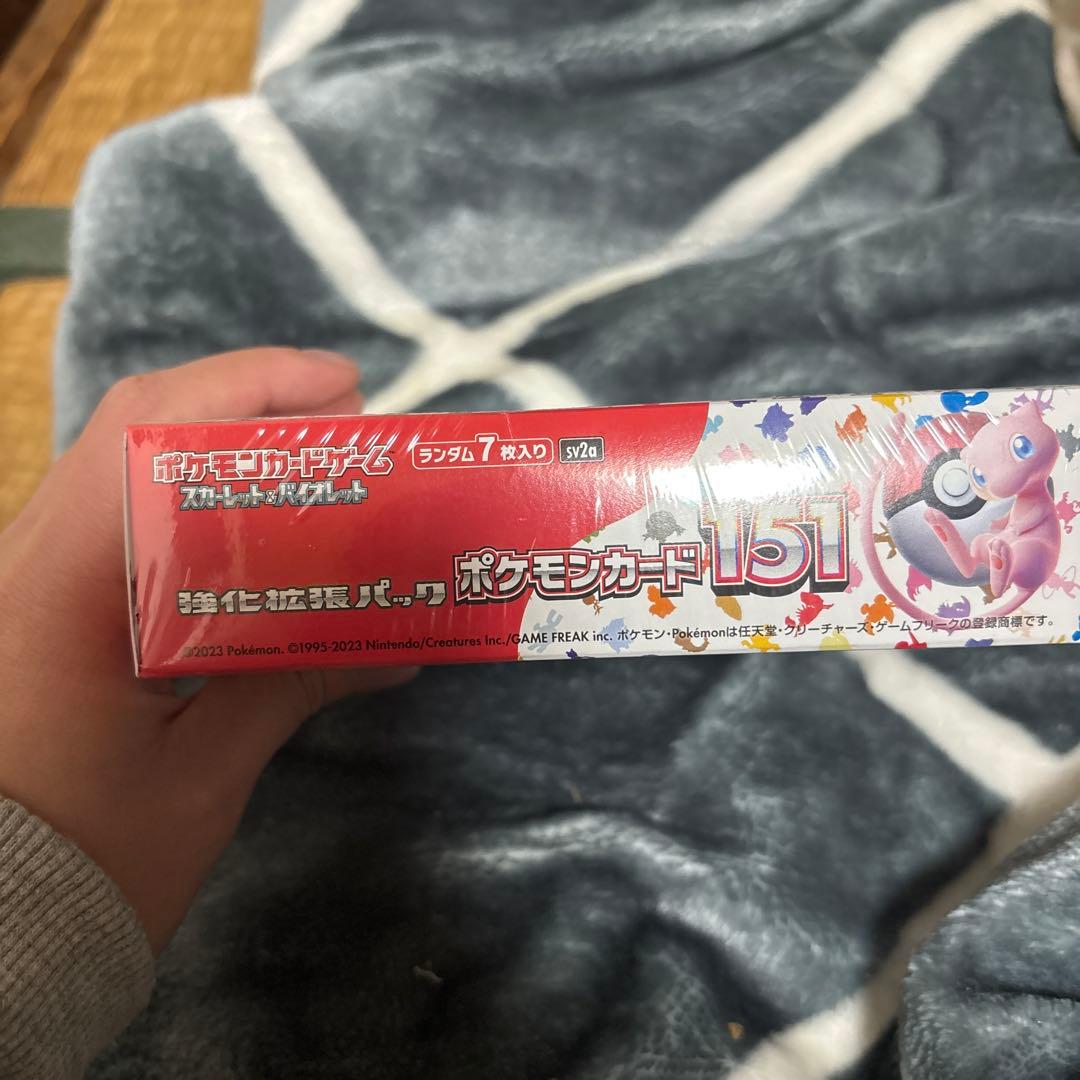 ポケモンカードゲーム
スカーレット&バイオレット
ランダム7枚入り
sv2a
強化拡張パック
ポケモンカード151
©2023 Pokémon. ©1995-2023 Nintendo/Creatures Inc./GAME FREAK inc. ポケモン・Pokémonは任天堂・クリーチャーズ・ゲームフリークの登録商標です。